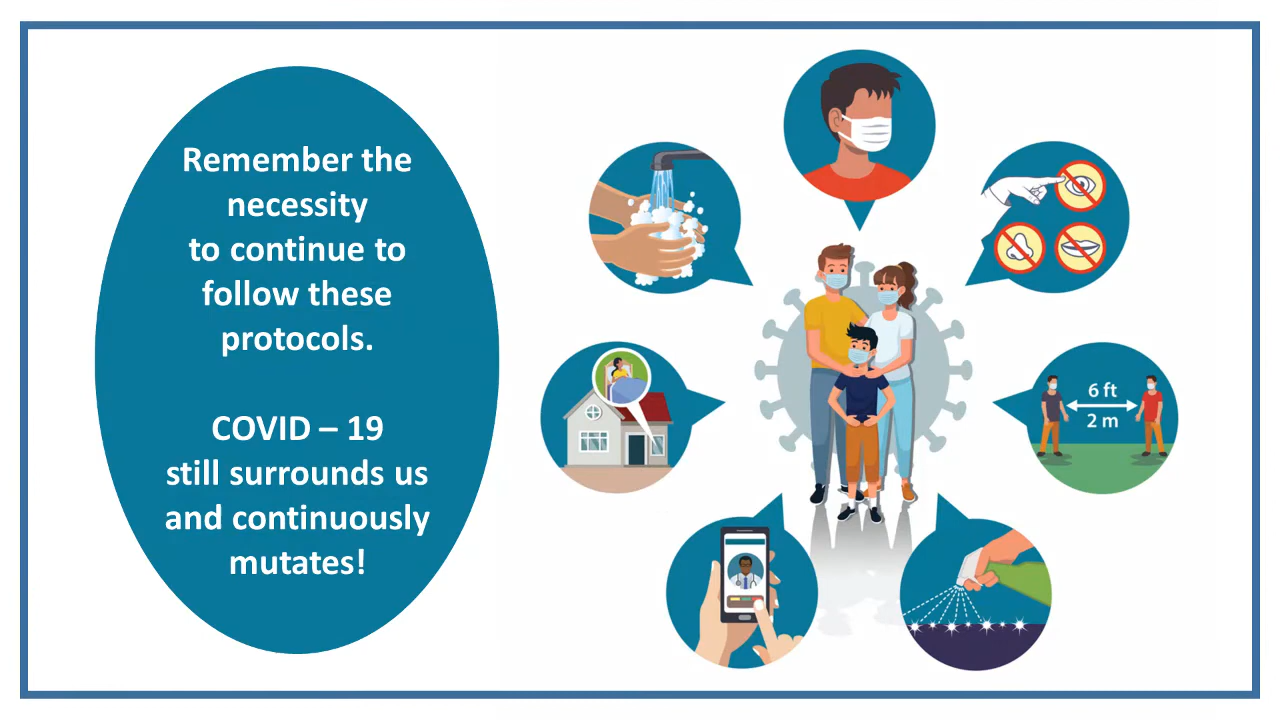 Remember the
necessity
to continue to
follow these
protocols.
COVID – 19
still surrounds us
and continuously
mutates!
6 ft
2 m